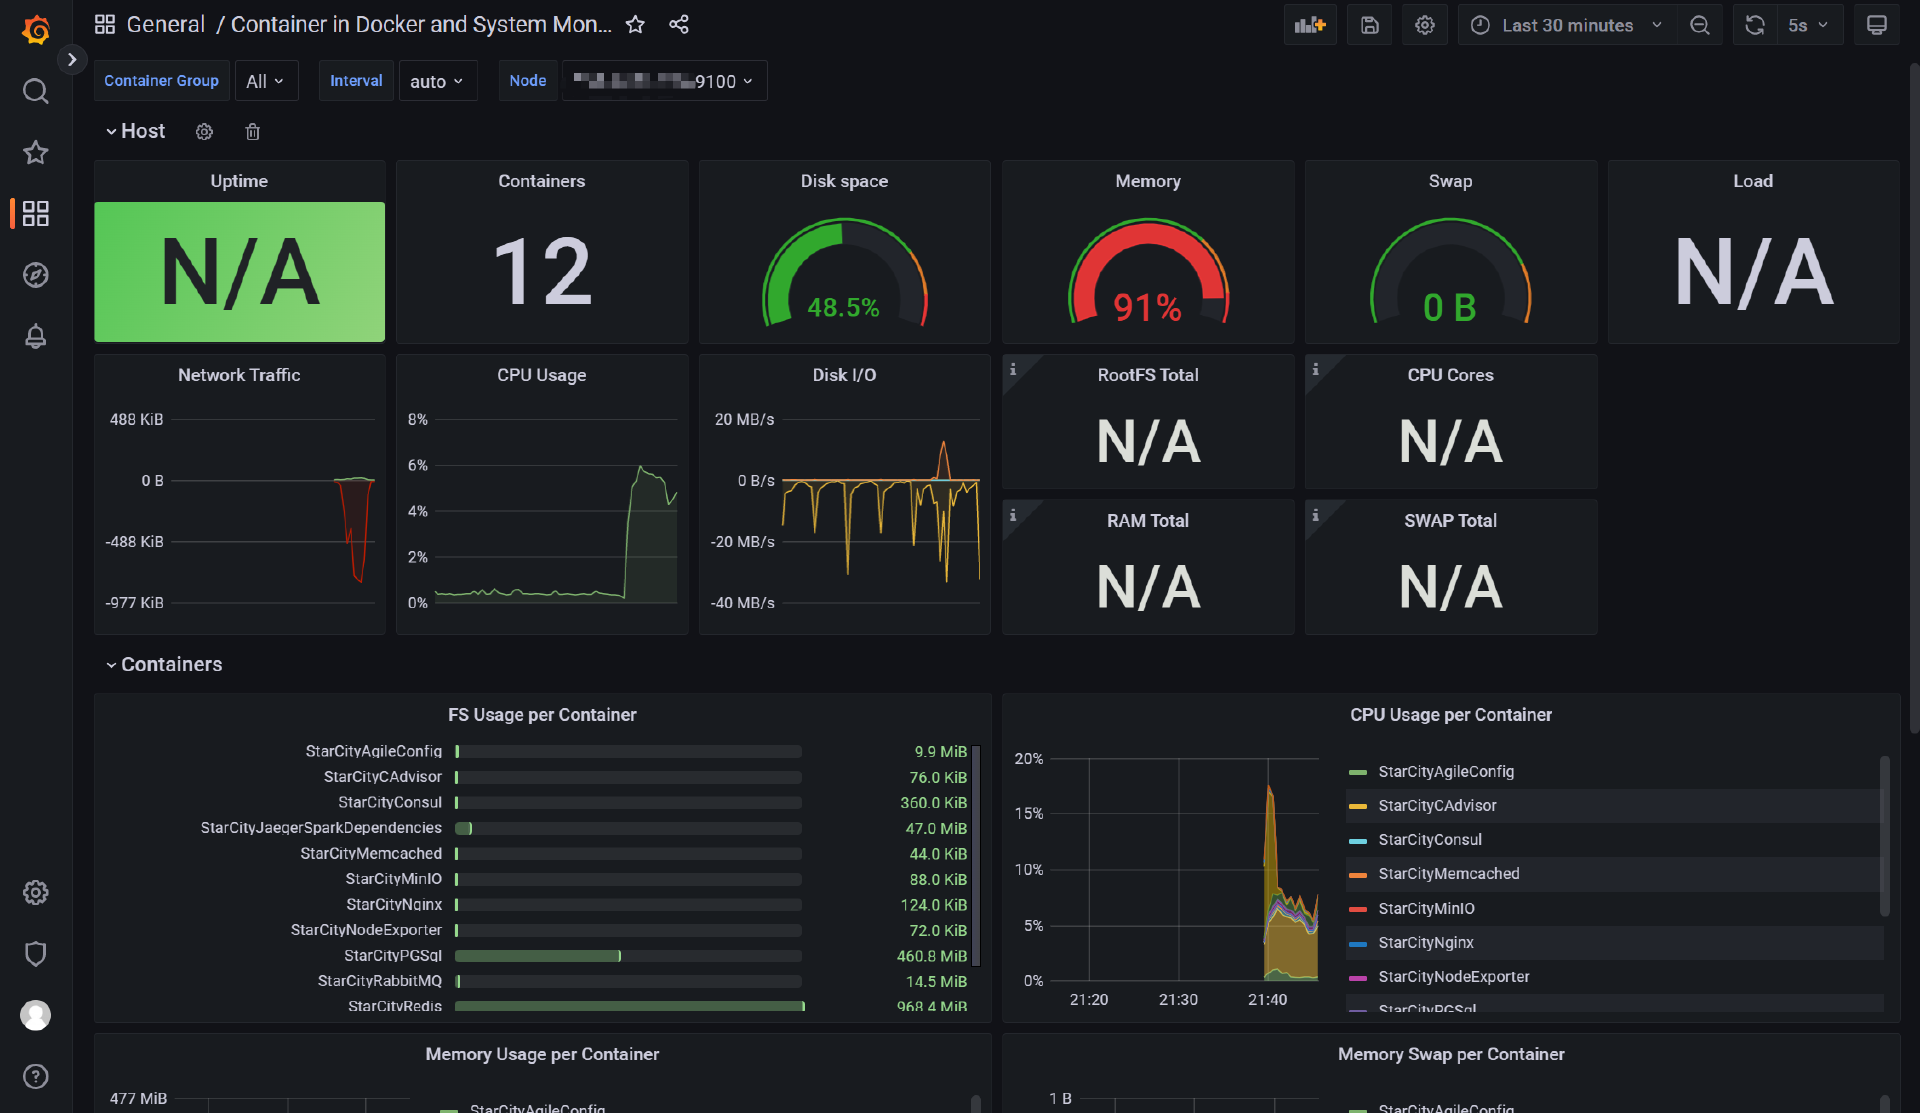 General / Container in Docker and System Mon...
Last 30 minutes
5s
Container Group
All
Interval
auto
Node
9100
Host
Uptime
N/A
Containers
12
Disk space
48.5%
Memory
91%
Swap
0 B
Load
N/A
Network Traffic
488 KiB
0 B
-488 KiB
-977 KiB
CPU Usage
8%
6%
4%
2%
0%
Disk I/O
20 MB/s
0 B/s
-20 MB/s
-40 MB/s
RootFS Total
N/A
CPU Cores
N/A
RAM Total
N/A
SWAP Total
N/A
Containers
FS Usage per Container
StarCityAgileConfig 9.9 MiB
StarCityCAdvisor 76.0 KiB
StarCityConsul 360.0 KiB
StarCityJaegerSparkDependencies 47.0 MiB
StarCityMemcached 44.0 KiB
StarCityMinIO 88.0 KiB
StarCityNginx 124.0 KiB
StarCityNodeExporter 72.0 KiB
StarCityPGSql 460.8 MiB
StarCityRabbitMQ 14.5 MiB
StarCityRedis 968.4 MiB
CPU Usage per Container
20%
15%
10%
5%
0%
21:20 21:30 21:40
StarCityAgileConfig
StarCityCAdvisor
StarCityConsul
StarCityMemcached
StarCityMinIO
StarCityNginx
StarCityNodeExporter
StarCityPGSql
Memory Usage per Container
477 MiB
StarCityAgileConfig
Memory Swap per Container
1 B
StarCityAgileConfig